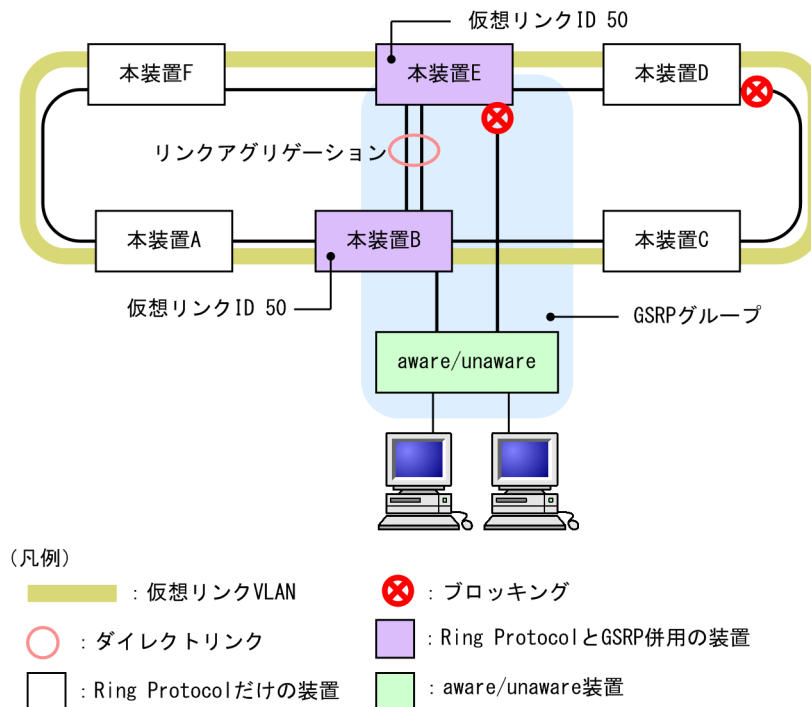 仮想リンクID 50
本装置F
本装置E
本装置D
リンクアグリゲーション
本装置A
本装置B
本装置C
仮想リンクID 50
GSRPグループ
aware/unaware
(凡例)
：仮想リンクVLAN
：ブロッキング
：ダイレクトリンク
：Ring ProtocolとGSRP併用の装置
：Ring Protocolだけの装置
：aware/unaware装置